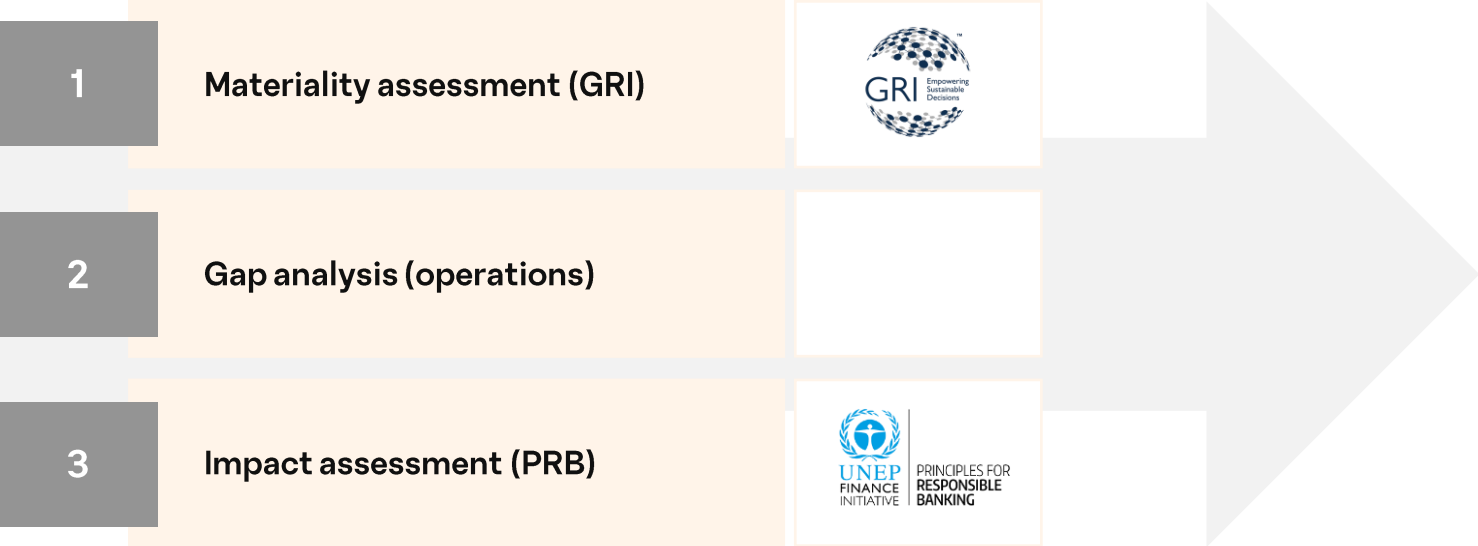 1
Materiality assessment (GRI)
GRI
Empowering
Sustainable
Decisions
™
2
Gap analysis (operations)
3
Impact assessment (PRB)
UNEP
FINANCE
INITIATIVE
PRINCIPLES FOR
RESPONSIBLE
BANKING